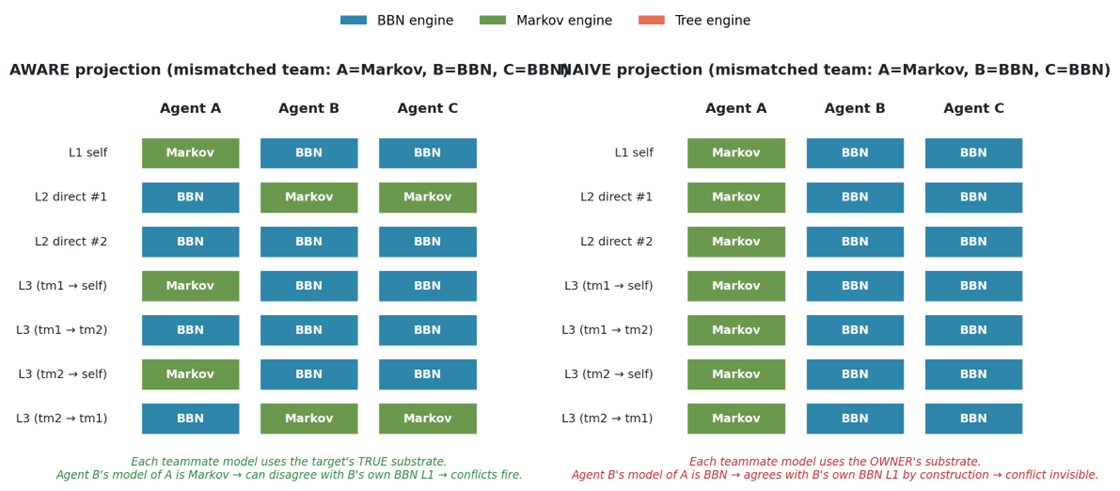 BBN engine Markov engine Tree engine
AWARE projection (mismatched team: A=Markov, B=BBN, C=BBN)
Agent A Agent B Agent C
L1 self Markov BBN BBN
L2 direct #1 BBN Markov Markov
L2 direct #2 BBN BBN BBN
L3 (tm1 → self) Markov BBN BBN
L3 (tm1 → tm2) BBN BBN BBN
L3 (tm2 → self) Markov BBN BBN
L3 (tm2 → tm1) BBN Markov Markov
Each teammate model uses the target's TRUE substrate.
Agent B's model of A is Markov → can disagree with B's own BBN L1 → conflicts fire.
NAIVE projection (mismatched team: A=Markov, B=BBN, C=BBN)
Agent A Agent B Agent C
L1 self Markov BBN BBN
L2 direct #1 Markov BBN BBN
L2 direct #2 Markov BBN BBN
L3 (tm1 → self) Markov BBN BBN
L3 (tm1 → tm2) Markov BBN BBN
L3 (tm2 → self) Markov BBN BBN
L3 (tm2 → tm1) Markov BBN BBN
Each teammate model uses the OWNER's substrate.
Agent B's model of A is BBN → agrees with B's own BBN L1 by construction → conflict invisible.